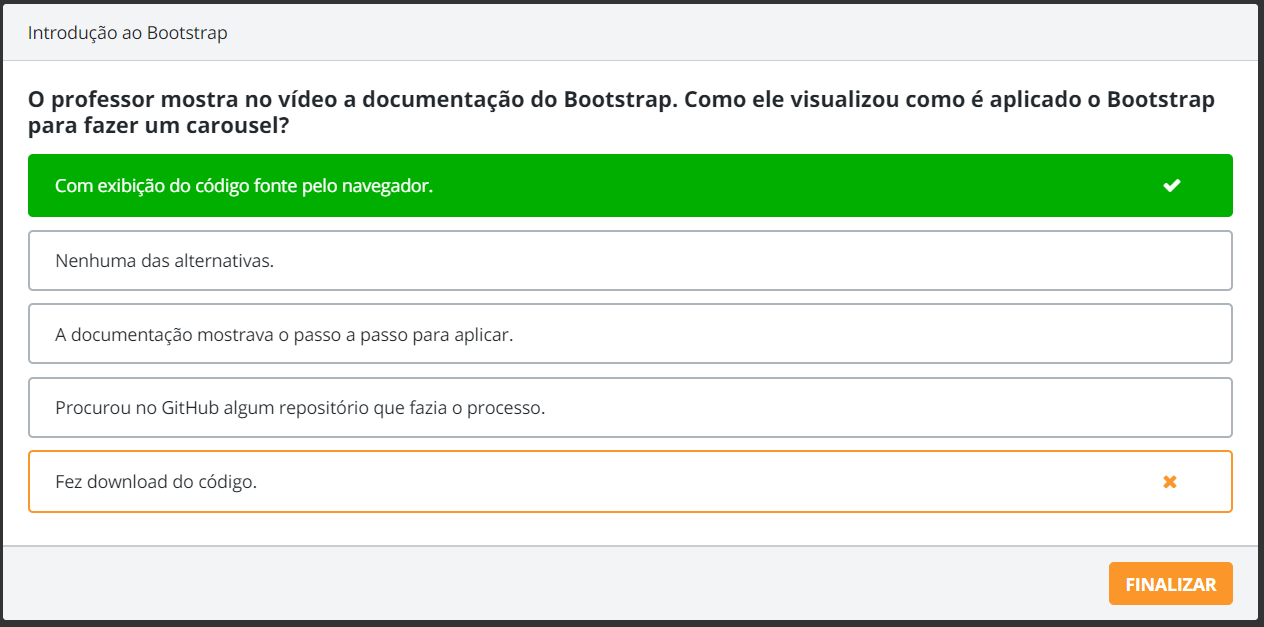 Introdução ao Bootstrap
O professor mostra no vídeo a documentação do Bootstrap. Como ele visualizou como é aplicado o Bootstrap
para fazer um carousel?
Com exibição do código fonte pelo navegador.
Nenhuma das alternativas.
A documentação mostrava o passo a passo para aplicar.
Procurou no GitHub algum repositório que fazia o processo.
Fez download do código.
FINALIZAR